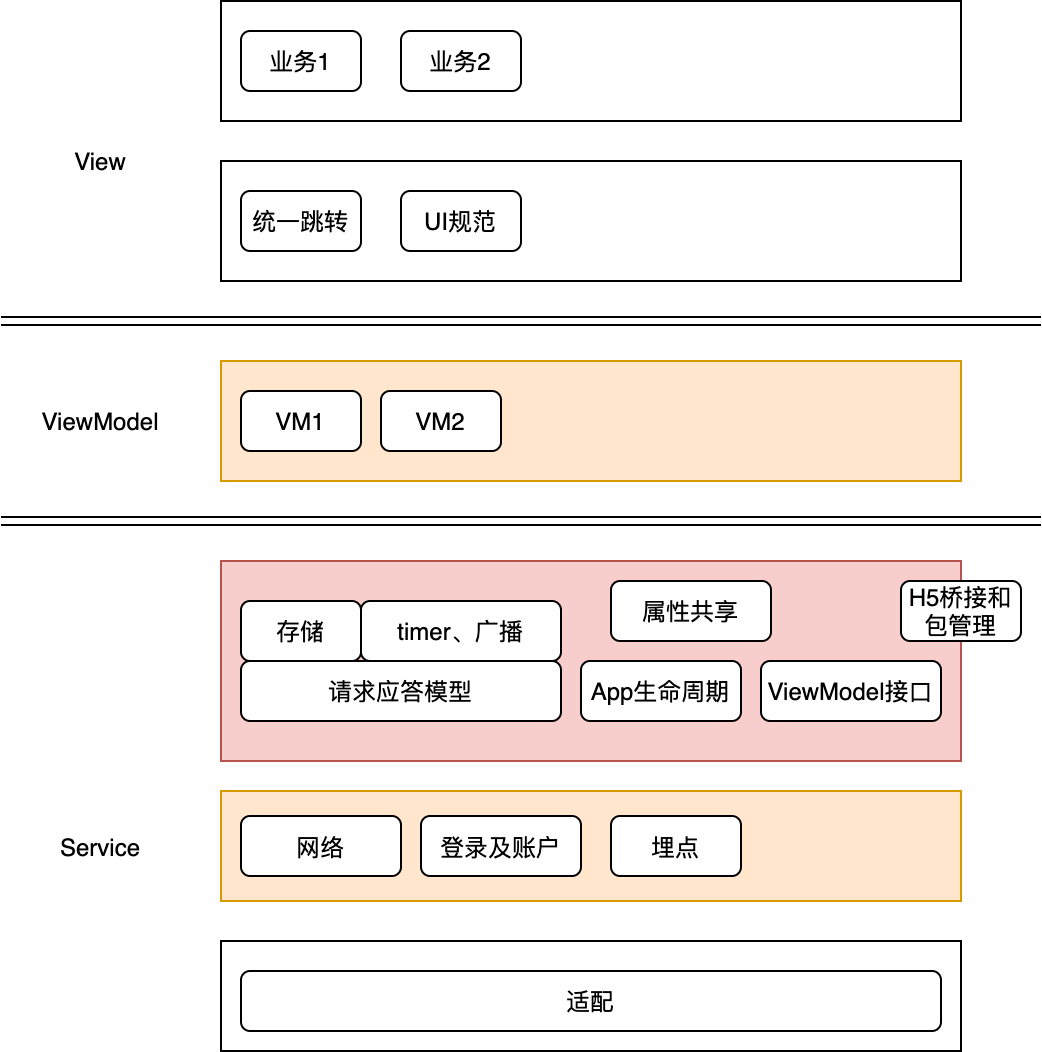 业务1
业务2
View
统一跳转
UI规范
ViewModel
VM1
VM2
属性共享
H5桥接和
包管理
存储
timer、广播
请求应答模型
App生命周期
ViewModel接口
Service
网络
登录及账户
埋点
适配